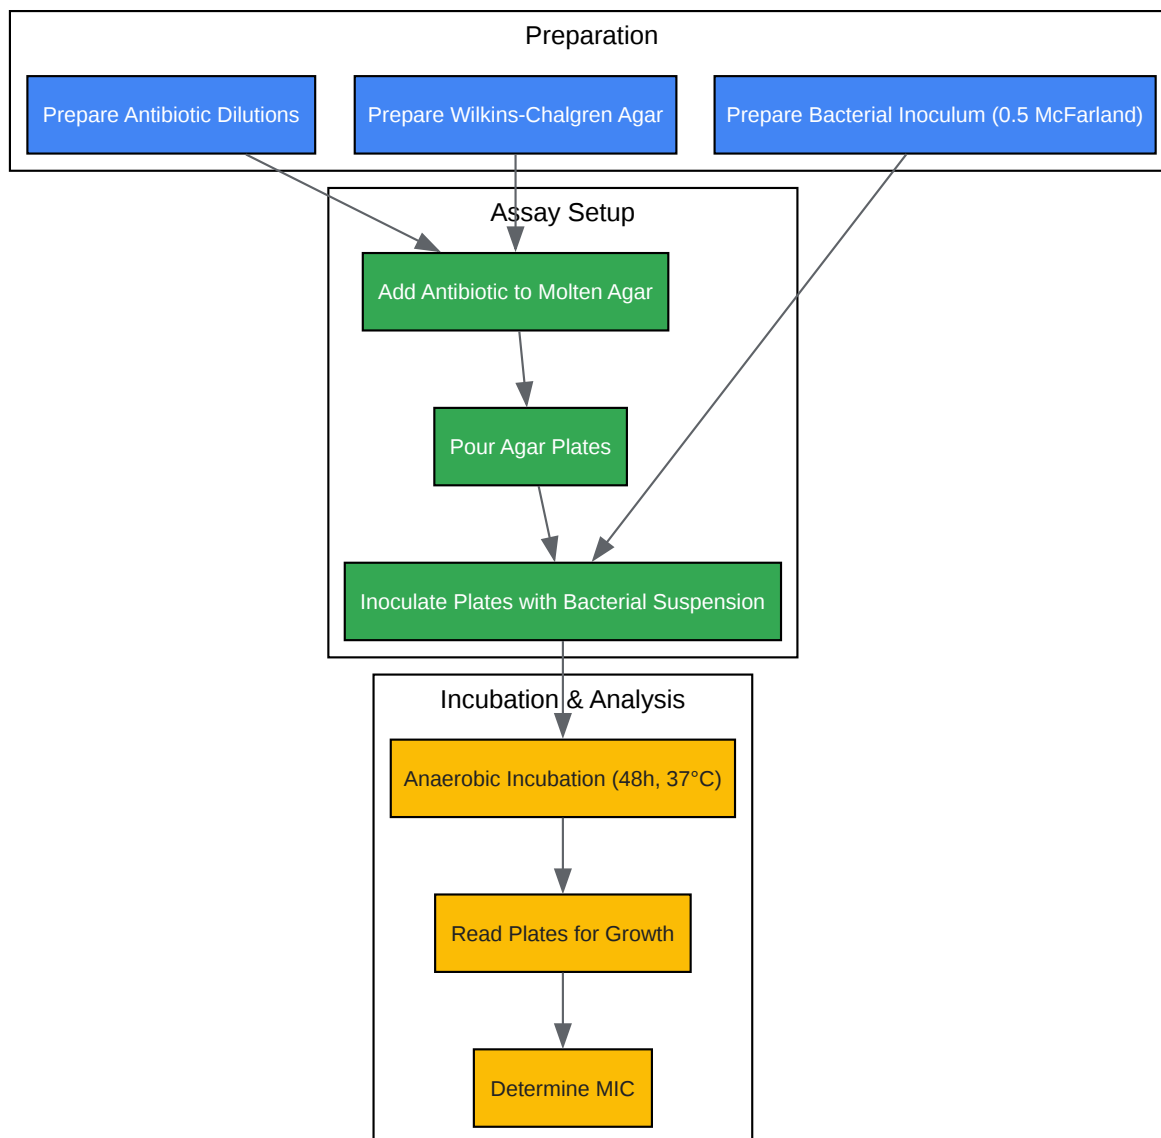 Preparation
Prepare Antibiotic Dilutions
Prepare Wilkins-Chalgren Agar
Prepare Bacterial Inoculum (0.5 McFarland)
Assay Setup
Add Antibiotic to Molten Agar
Pour Agar Plates
Inoculate Plates with Bacterial Suspension
Incubation & Analysis
Anaerobic Incubation (48h, 37°C)
Read Plates for Growth
Determine MIC